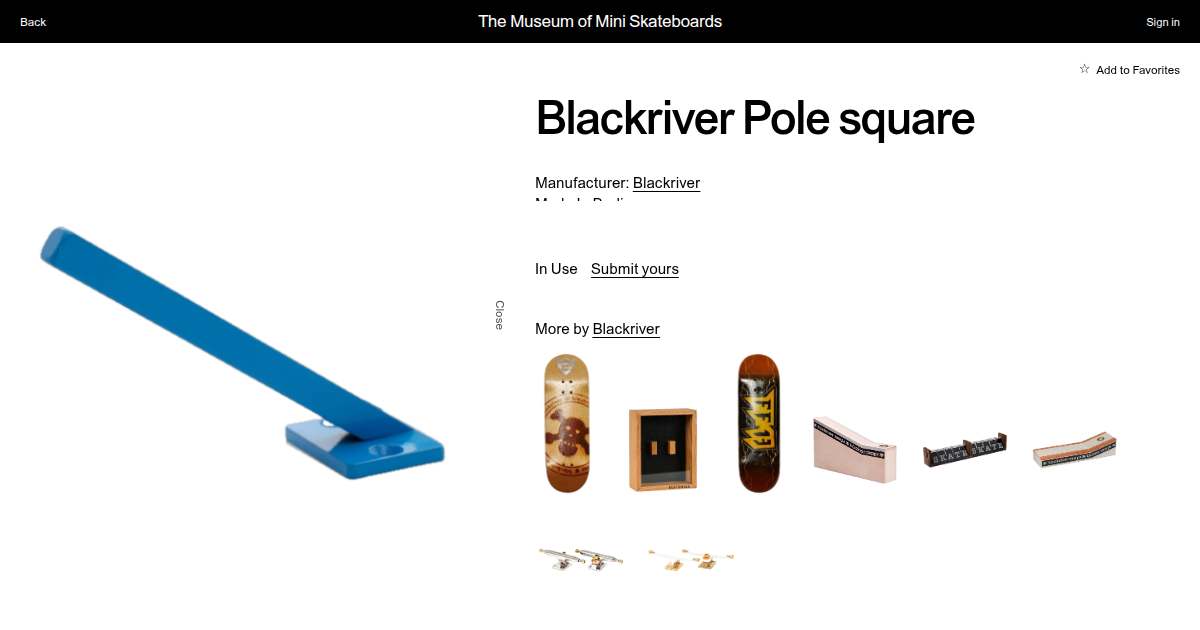 Back
The Museum of Mini Skateboards
Sign in
☆ Add to Favorites
Blackriver Pole square
Manufacturer: Blackriver
In Use Submit yours
Close
More by Blackriver